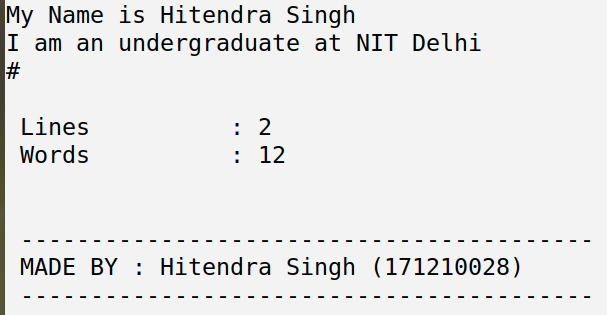 My Name is Hitendra Singh
I am an undergraduate at NIT Delhi
#
Lines : 2
Words : 12
-----------------------------------------
MADE BY : Hitendra Singh (171210028)
-----------------------------------------